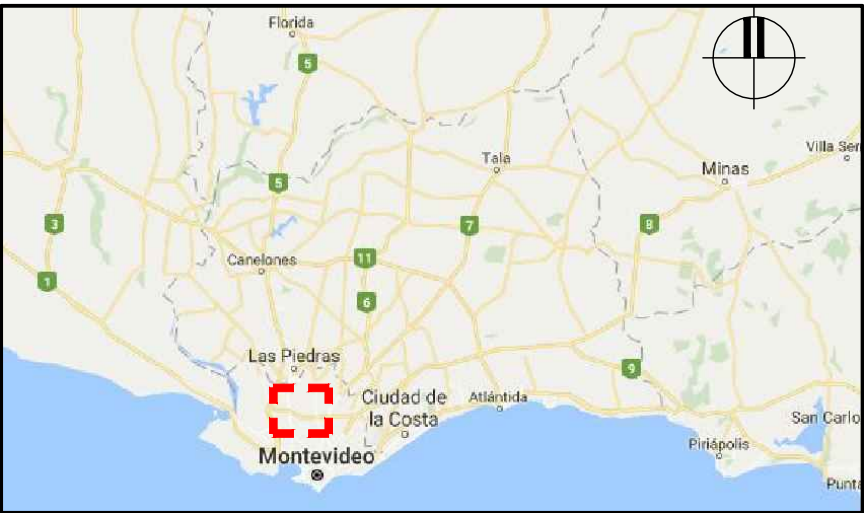 Florida
5
Tala
Villa Ser
Minas
5
3
7
8
Canelones
11
1
6
Las Piedras
9
Ciudad de
la Costa
Atlántida
San Carlo
Piriápolis
Montevideo
Punta